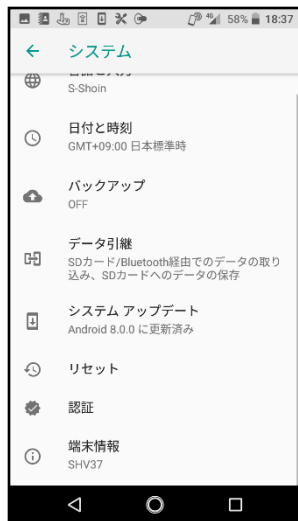 4G 58% 18:37
システム
S-Shoin
日付と時刻
GMT+09:00 日本標準時
バックアップ
OFF
データ引継
SDカード/Bluetooth経由でのデータの取り
込み、SDカードへのデータの保存
システム アップデート
Android 8.0.0 に更新済み
リセット
認証
端末情報
SHV37